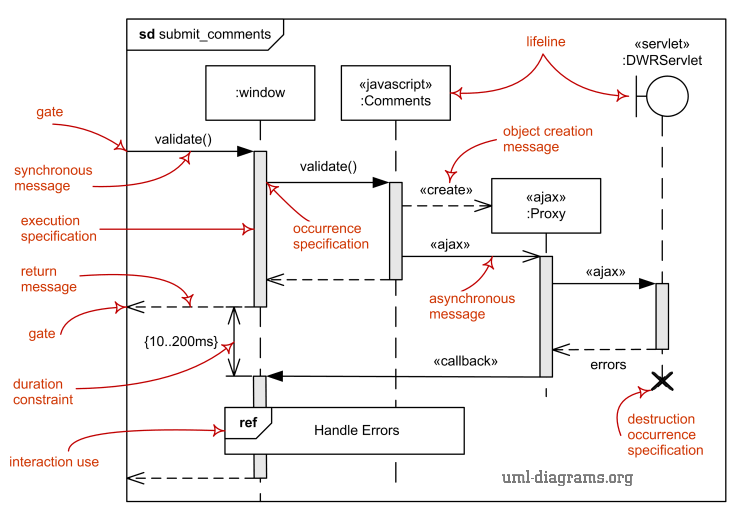 sd submit_comments
lifeline
«servlet»
:DWRServlet
:window
«javascript»
:Comments
gate
validate()
object creation
message
synchronous
message
validate()
«create»
«ajax»
:Proxy
execution
specification
occurrence
specification
«ajax»
return
message
«ajax»
asynchronous
message
gate
{10..200ms}
«callback»
errors
duration
constraint
ref
Handle Errors
destruction
occurrence
specification
interaction use
uml-diagrams.org